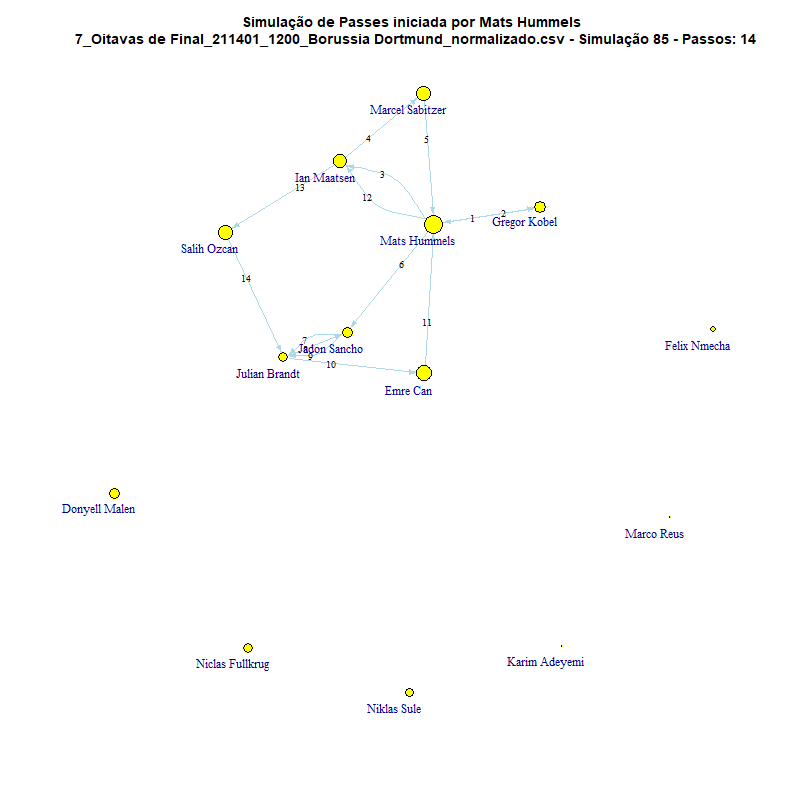 Simulação de Passes iniciada por Mats Hummels
7_Oitavas de Final_211401_1200_Borussia Dortmund_normalizado.csv - Simulação 85 - Passos: 14
Marcel Sabitzer
4
5
Ian Maatsen
3
13
12
Gregor Kobel
1
2
Salih Ozcan
Mats Hummels
6
14
11
Felix Nmecha
7
Jadon Sancho
8
9
10
Julian Brandt
Emre Can
Donyell Malen
Marco Reus
Niclas Fullkrug
Karim Adeyemi
Niklas Sule